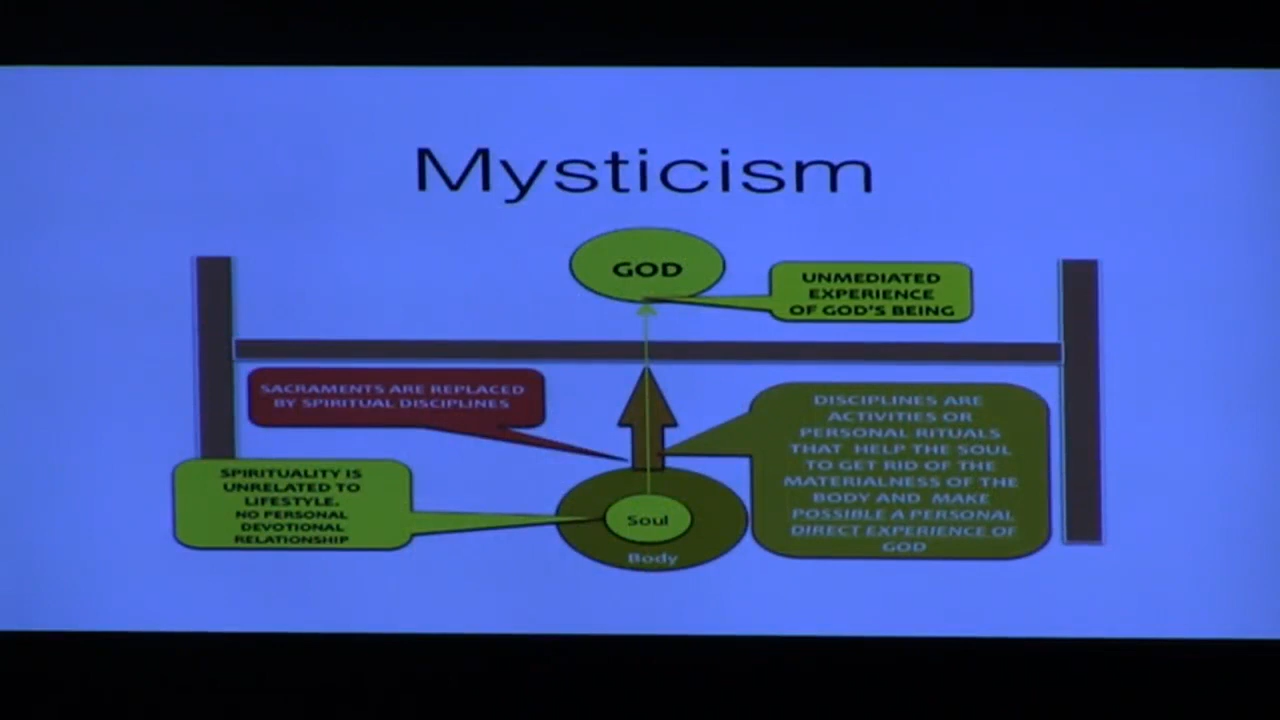 Mysticism
GOD
UNMEDIATED
EXPERIENCE
OF GOD'S BEING
SACRAMENTS ARE REPLACED
BY SPIRITUAL DISCIPLINES
DISCIPLINES ARE
ACTIVITIES OR
PERSONAL RITUALS
THAT HELP THE SOUL
TO GET RID OF THE
MATERIALNESS OF THE
BODY AND MAKE
POSSIBLE A PERSONAL
DIRECT EXPERIENCE OF
GOD
SPIRITUALITY IS
UNRELATED TO
LIFESTYLE.
NO PERSONAL
DEVOTIONAL
RELATIONSHIP
Soul
Body